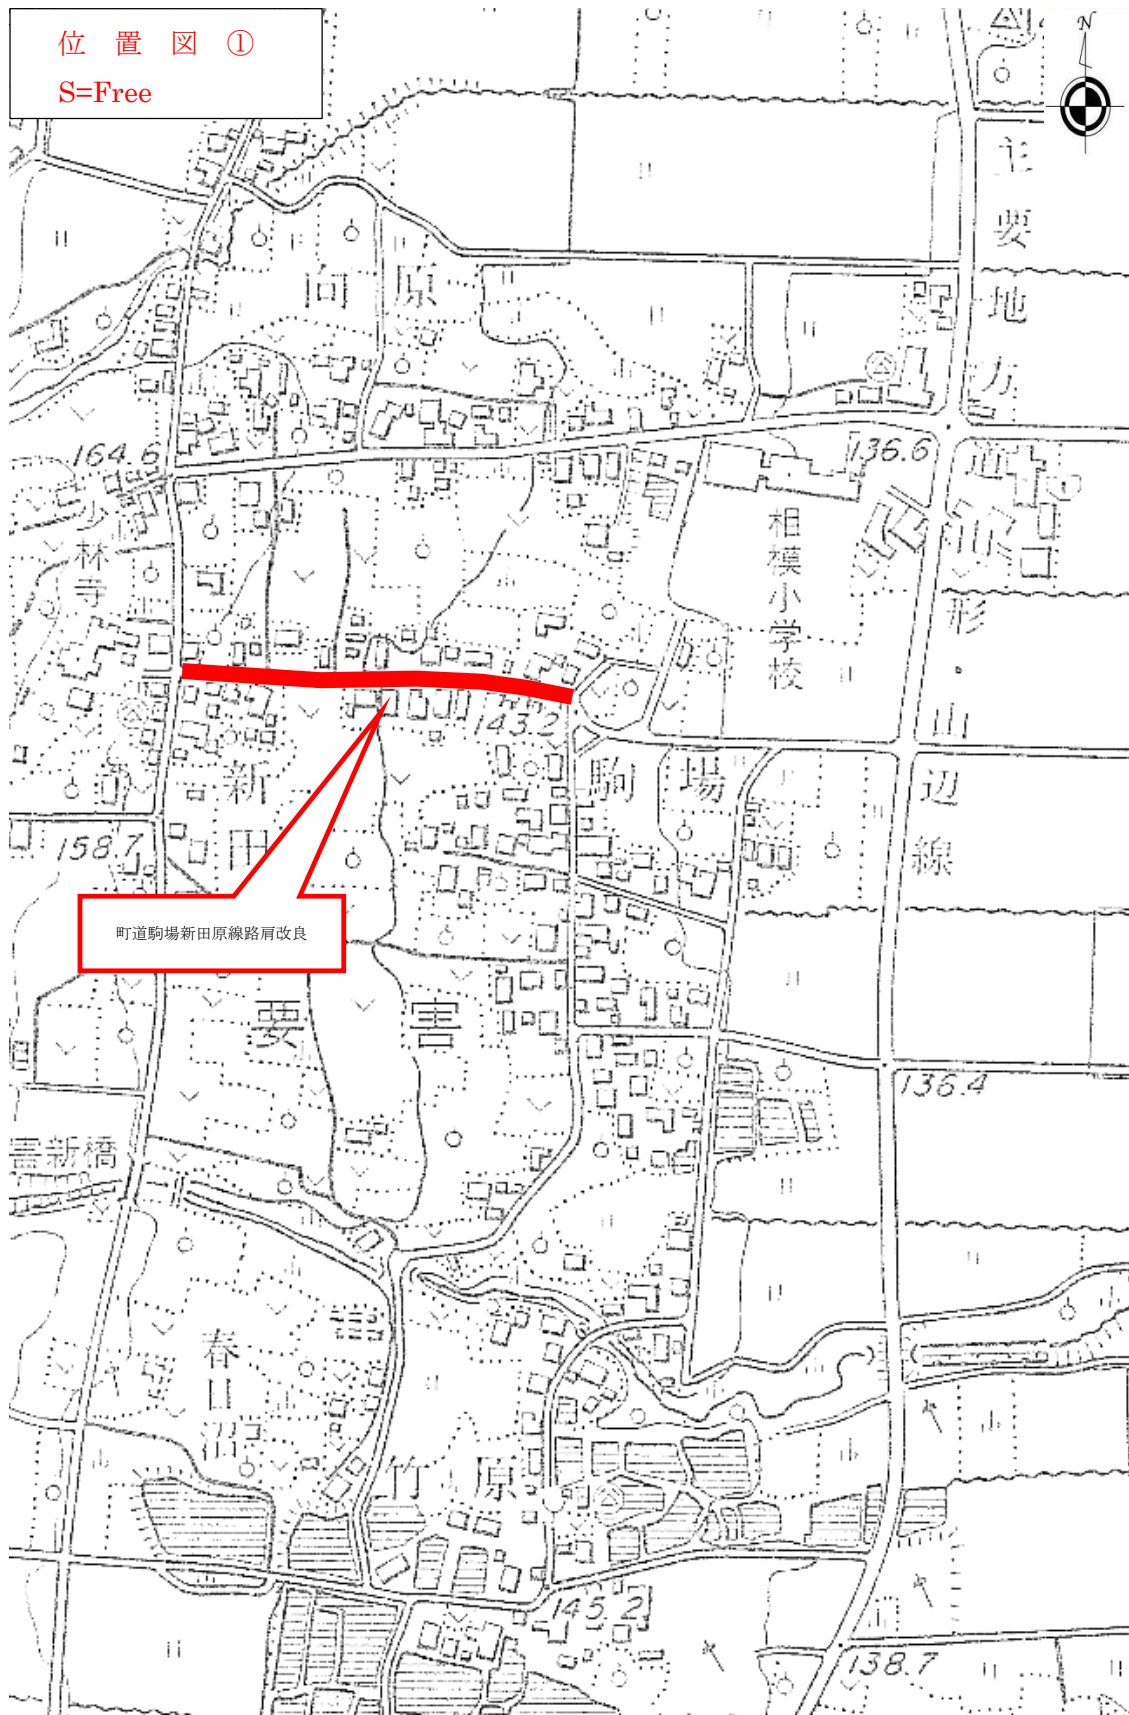 位置図①
S=Free
N
主要地方道 山形・山辺線
向原
164.6
136.6
少林寺
相模小学校
143.2
新田
駒場
158.7
町道駒場新田原線路肩改良
要害
136.4
害新橋
春日沼
竹原
145.2
138.7